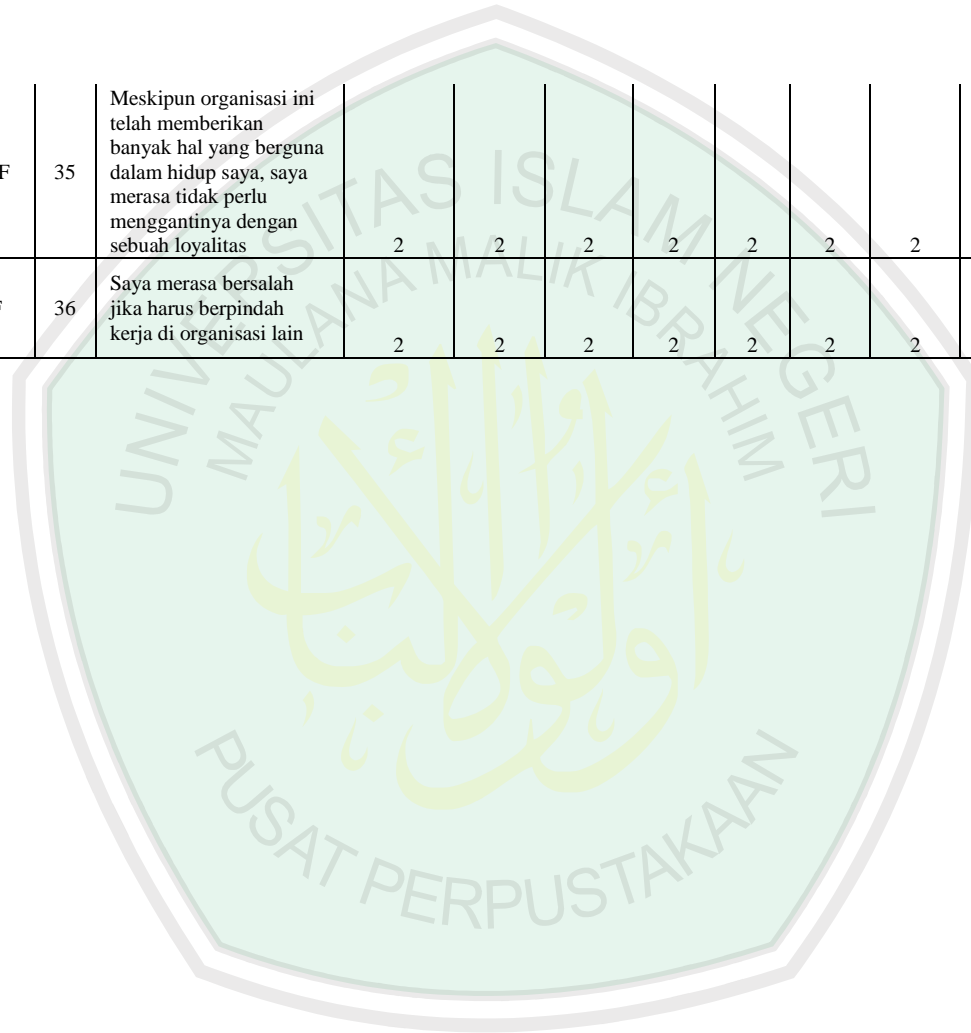 Meskipun organisasi ini
telah memberikan
banyak hal yang berguna
F 35 dalam hidup saya, saya
merasa tidak perlu
menggantinya dengan
sebuah loyalitas 2 2 2 2 2 2 2
Saya merasa bersalah
F 36 jika harus berpindah
kerja di organisasi lain 2 2 2 2 2 2 2
UNIVERSITAS ISLAM NEGERI
MAULANA MALIK IBRAHIM
أولوا الألباب
PUSAT PERPUSTAKAAN